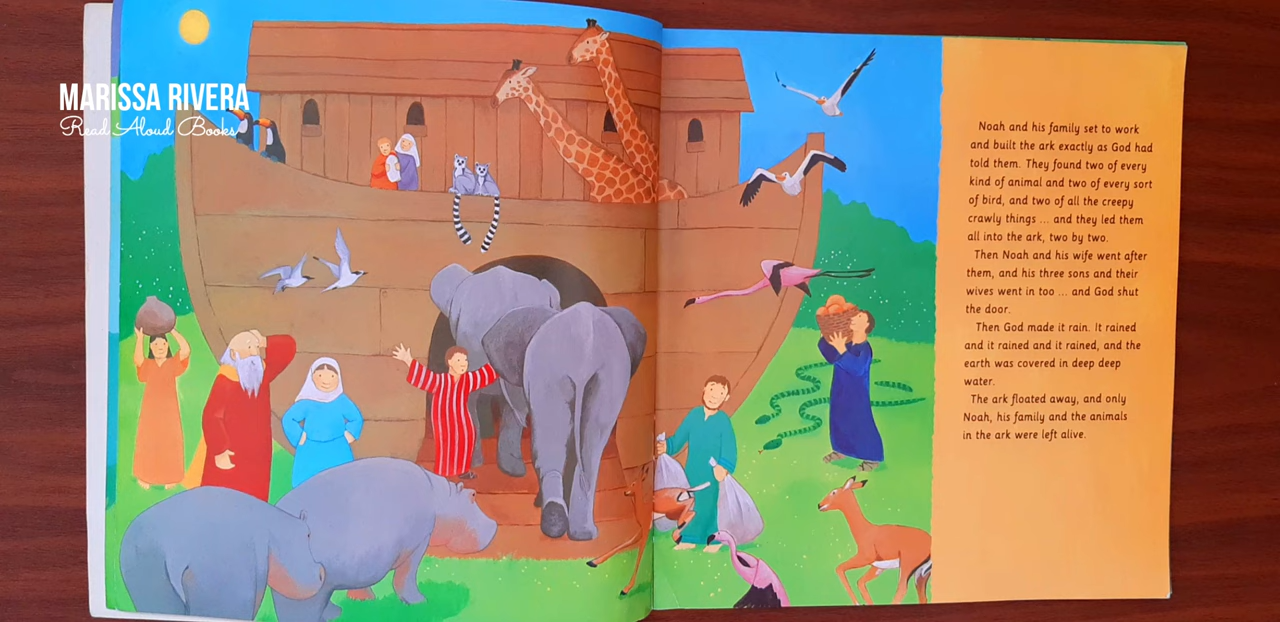 MARISSA RIVERA
Read Aloud Books
Noah and his family set to work
and built the ark exactly as God had
told them. They found two of every
kind of animal and two of every sort
of bird, and two of all the creepy
crawly things ... and they led them
all into the ark, two by two.
Then Noah and his wife went after
them, and his three sons and their
wives went in too ... and God shut
the door.
Then God made it rain. It rained
and it rained and it rained, and the
earth was covered in deep deep
water.
The ark floated away, and only
Noah, his family and the animals
in the ark were left alive.